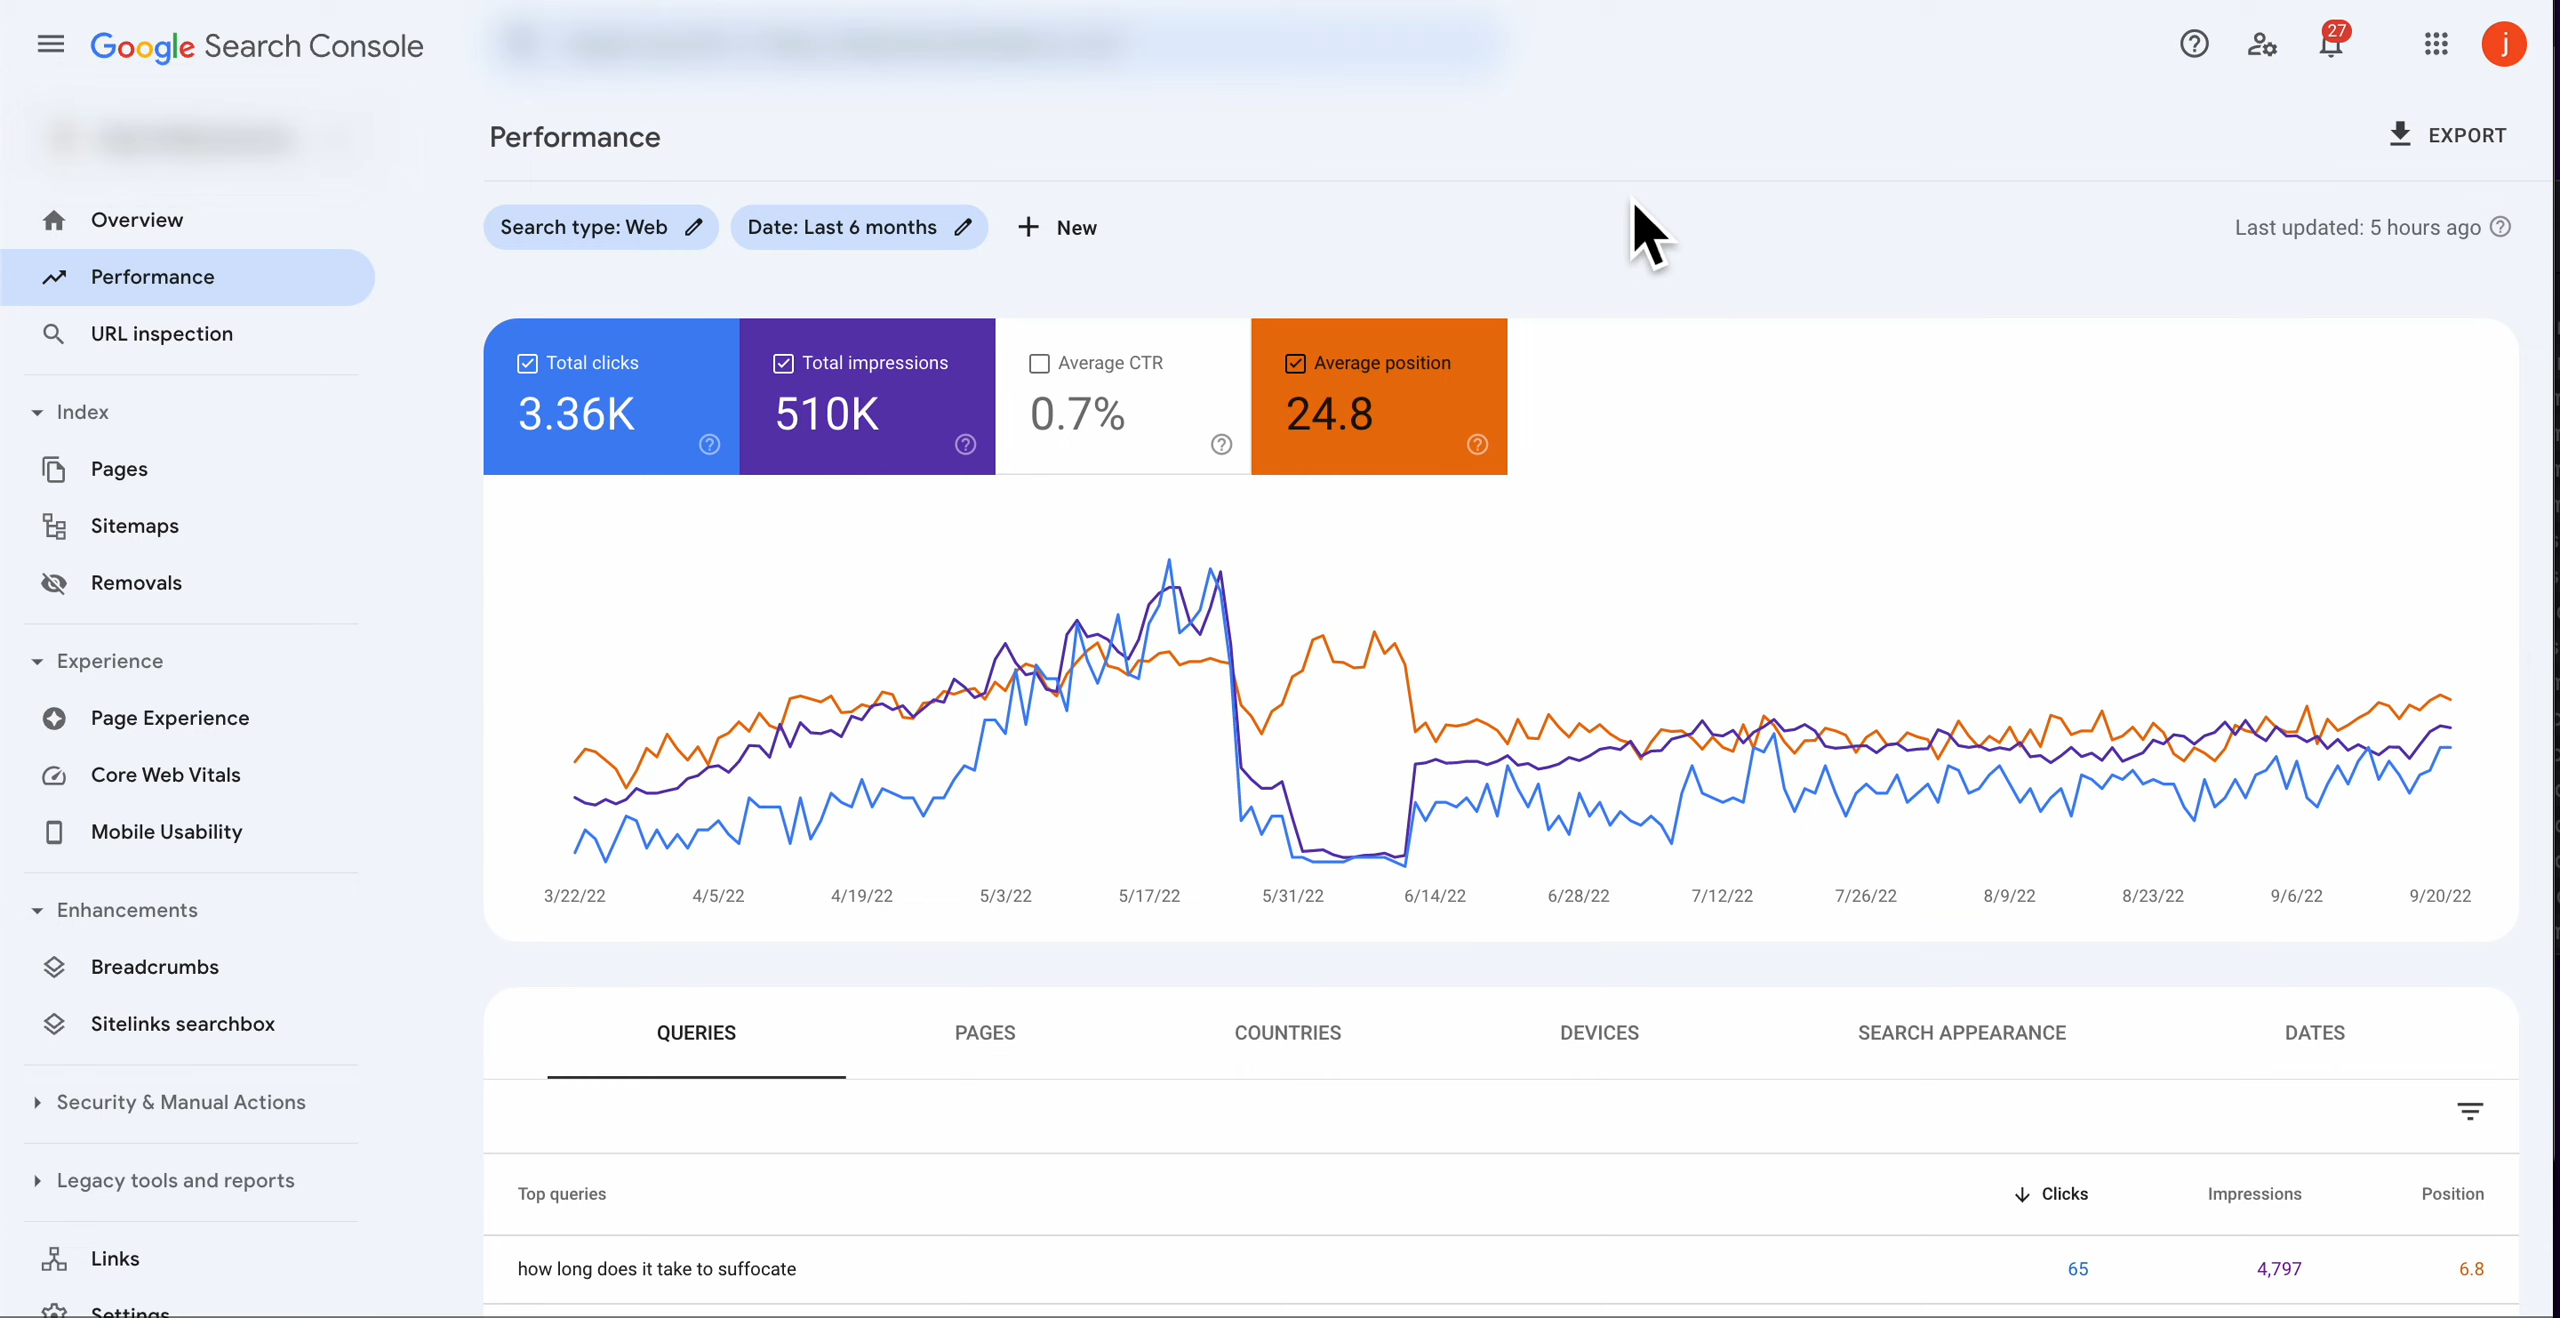 Google Search Console
27
j
Performance
EXPORT
Overview
Performance
URL inspection
Index
Pages
Sitemaps
Removals
Experience
Page Experience
Core Web Vitals
Mobile Usability
Enhancements
Breadcrumbs
Sitelinks searchbox
Security & Manual Actions
Legacy tools and reports
Links
Settings
Search type: Web
Date: Last 6 months
+ New
Last updated: 5 hours ago
Total clicks
3.36K
Total impressions
510K
Average CTR
0.7%
Average position
24.8
3/22/22 4/5/22 4/19/22 5/3/22 5/17/22 5/31/22 6/14/22 6/28/22 7/12/22 7/26/22 8/9/22 8/23/22 9/6/22 9/20/22
QUERIES PAGES COUNTRIES DEVICES SEARCH APPEARANCE DATES
Top queries Clicks Impressions Position
how long does it take to suffocate 65 4,797 6.8